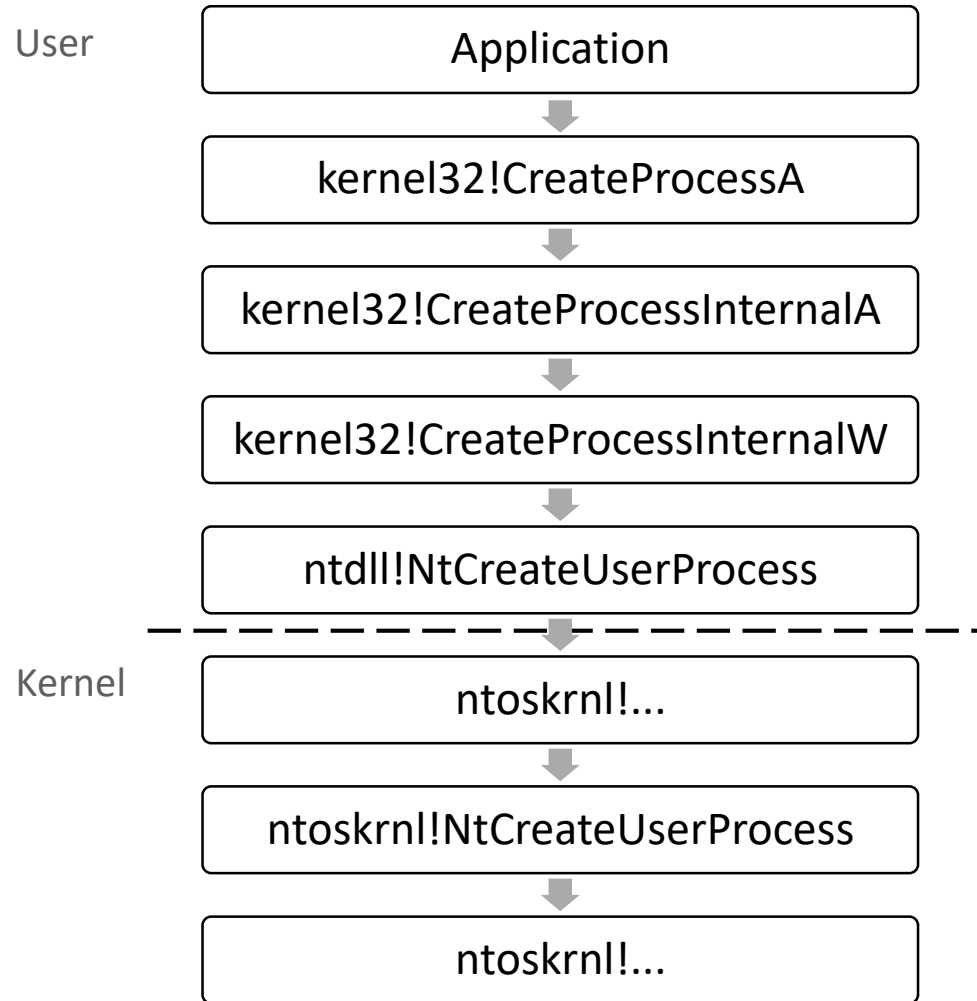 User
Application
kernel32!CreateProcessA
kernel32!CreateProcessInternalA
kernel32!CreateProcessInternalW
ntdll!NtCreateUserProcess
Kernel
ntoskrnl!...
ntoskrnl!NtCreateUserProcess
ntoskrnl!...